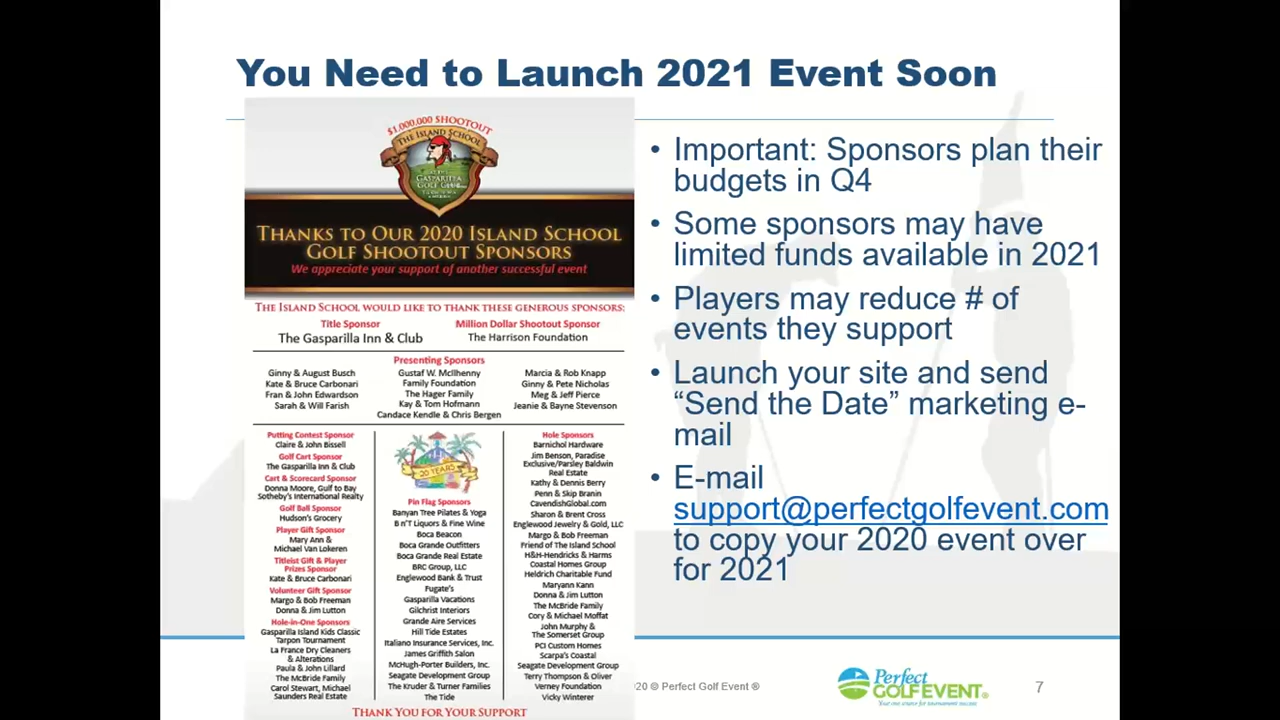 You Need to Launch 2021 Event Soon
$1,000,000 SHOOTOUT
THE ISLAND SCHOOL
GASPARILLA
GOLF CLUB
THANKS TO OUR 2020 ISLAND SCHOOL
GOLF SHOOTOUT SPONSORS
We appreciate your support of another successful event
THE ISLAND SCHOOL WOULD LIKE TO THANK THESE GENEROUS SPONSORS:
Title Sponsor
The Gasparilla Inn & Club
Million Dollar Shootout Sponsor
The Harrison Foundation
Presenting Sponsors
Ginny & August Busch
Kate & Bruce Carbonari
Fran & John Edwardson
Sarah & Will Farish
Gustaf W. McIlhenny
Family Foundation
The Hager Family
Kay & Tom Hofmann
Candace Kendle & Chris Bergen
Marcia & Rob Knapp
Ginny & Pete Nicholas
Meg & Jeff Pierce
Jeanie & Bayne Stevenson
Putting Contest Sponsor
Claire & John Bissell
Golf Cart Sponsor
The Gasparilla Inn & Club
Cart & Scorecard Sponsor
Donna Moore, Gulf to Bay
Sotheby's International Realty
Golf Ball Sponsor
Hudson's Grocery
Player Gift Sponsor
Mary Ann &
Michael Van Lokeren
Titleist Gift & Player
Prizes Sponsor
Kate & Bruce Carbonari
Volunteer Gift Sponsor
Margo & Bob Freeman
Donna & Jim Lutton
Hole-in-One Sponsors
Gasparilla Island Kids Classic
Tarpon Tournament
La France Dry Cleaners
& Alterations
Paula & John Lillard
The McBride Family
Carol Stewart, Michael
Saunders Real Estate
20 YEARS
Pin Flag Sponsors
Banyan Tree Pilates & Yoga
B n'T Liquors & Fine Wine
Boca Beacon
Boca Grande Outfitters
Boca Grande Real Estate
BRC Group, LLC
Englewood Bank & Trust
Fugate's
Gasparilla Vacations
Gilchrist Interiors
Grande Aire Services
Hill Tide Estates
Italiano Insurance Services, Inc.
James Griffith Salon
McHugh-Porter Builders, Inc.
Seagate Development Group
The Kruder & Turner Families
The Tide
Hole Sponsors
Barnichol Hardware
Jim Benson, Paradise
Exclusive/Parsley Baldwin
Real Estate
Kathy & Dennis Berry
Penn & Skip Branin
CavendishGlobal.com
Sharon & Brent Cross
Englewood Jewelry & Gold, LLC
Margo & Bob Freeman
Friend of The Island School
H&H-Hendricks & Harms
Coastal Homes Group
Heldrich Charitable Fund
Maryann Kann
Donna & Jim Lutton
The McBride Family
Cory & Michael Moffat
John Murphy &
The Somerset Group
PCI Custom Homes
Scarpa's Coastal
Seagate Development Group
Terry Thompson & Oliver
Verney Foundation
Vicky Winterer
THANK YOU FOR YOUR SUPPORT
• Important: Sponsors plan their
budgets in Q4
• Some sponsors may have
limited funds available in 2021
• Players may reduce # of
events they support
• Launch your site and send
“Send the Date” marketing e-
mail
• E-mail
support@perfectgolfevent.com
to copy your 2020 event over
for 2021
20 © Perfect Golf Event ®
Perfect
GOLFEVENT®
Your one source for tournament success
7